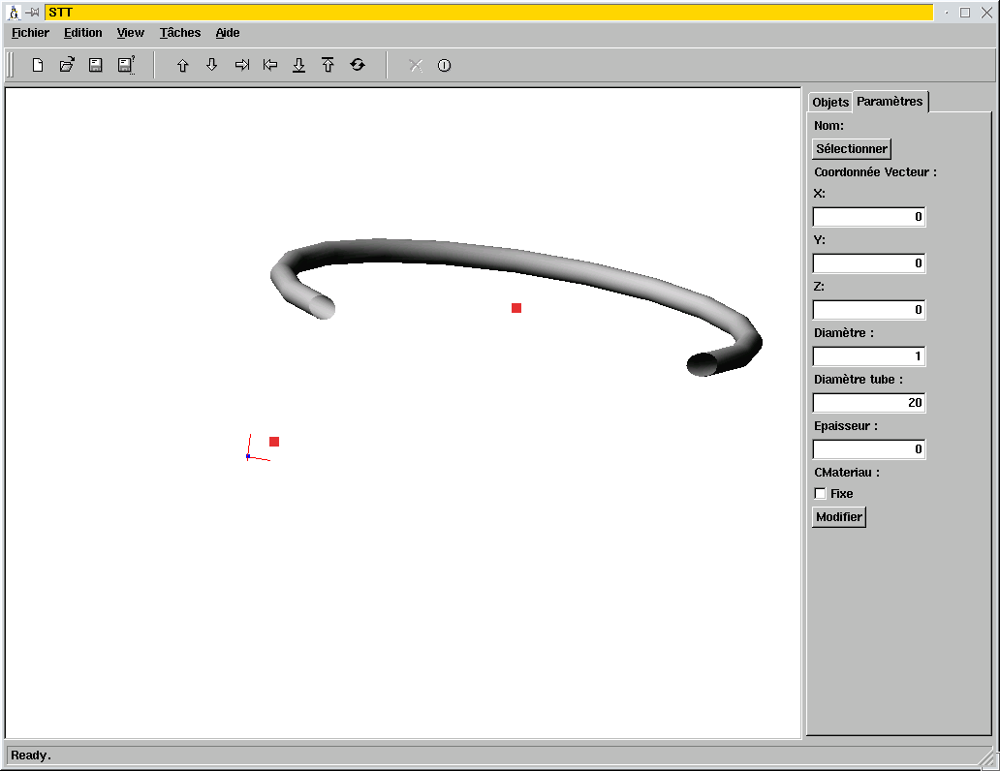 STT
Fichier Edition View Tâches Aide
Objets Paramètres
Nom:
Sélectionner
Coordonnée Vecteur :
X:
0
Y:
0
Z:
0
Diamètre :
1
Diamètre tube :
20
Epaisseur :
0
CMateriau :
Fixe
Modifier
Ready.